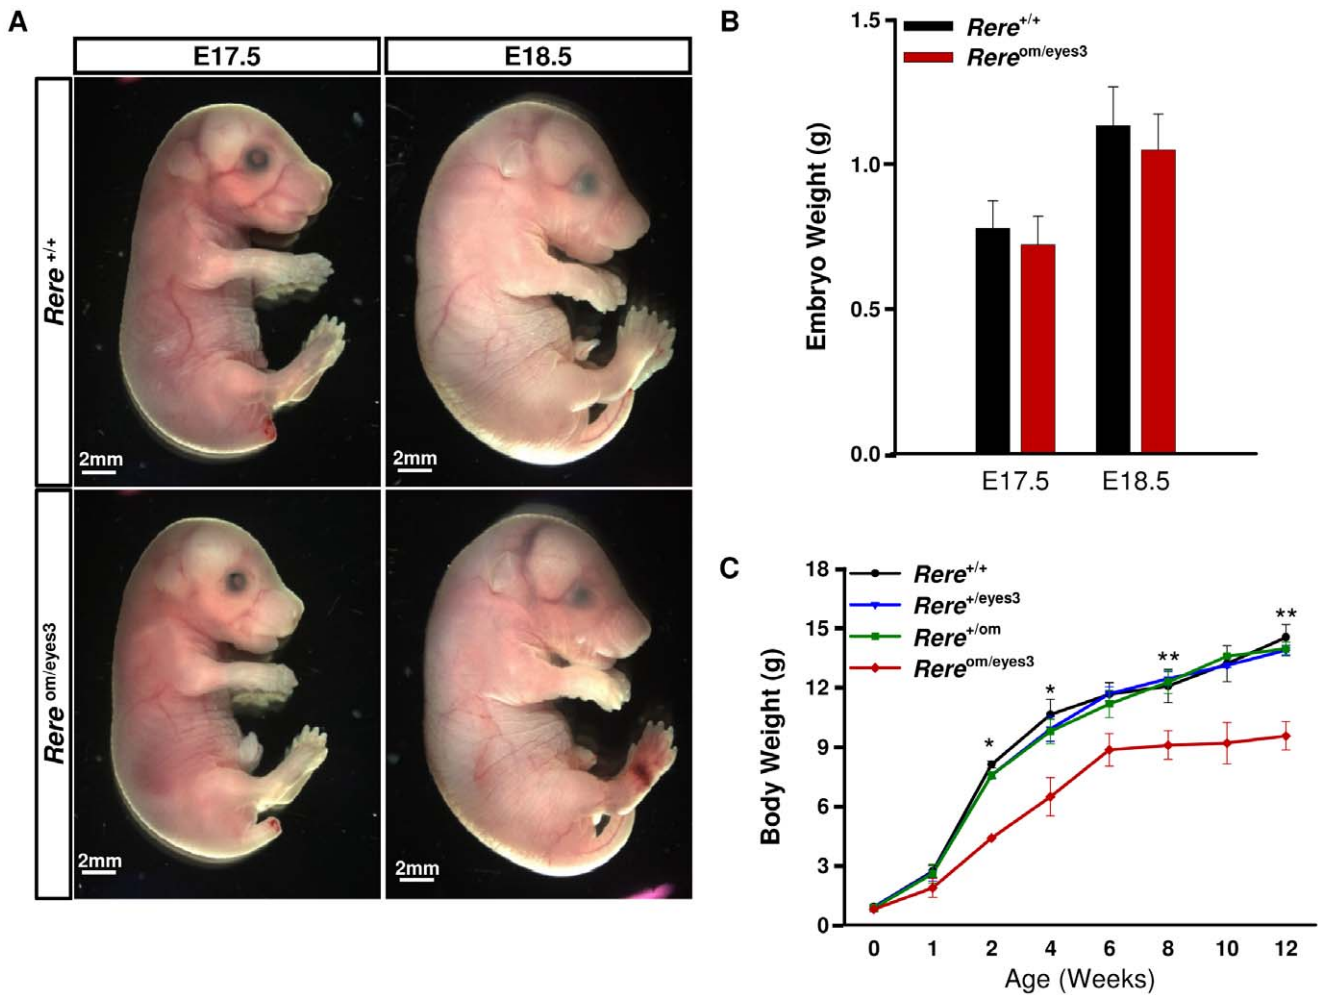 A
E17.5
E18.5
Rere +/+
2mm
2mm
Rere om/eyes3
2mm
2mm
B
Rere+/+
Rereom/eyes3
Embryo Weight (g)
1.5
1.0
0.5
0.0
E17.5
E18.5
C
Rere+/+
Rere+/eyes3
Rere+/om
Rereom/eyes3
Body Weight (g)
18
15
12
9
6
3
0
*
*
**
**
0 1 2 4 6 8 10 12
Age (Weeks)